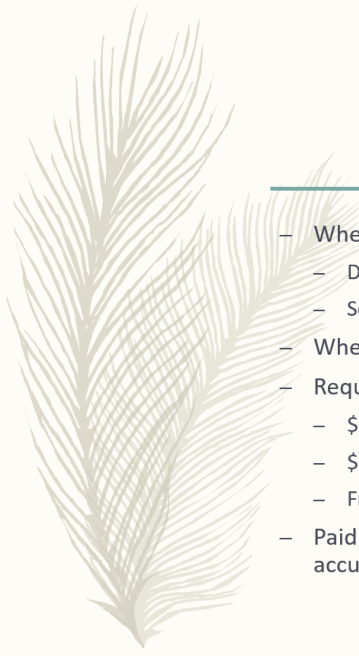 – Whe
– D
– Se
– Whe
– Requ
– $
– $
– Fr
– Paid
accu